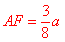 AF = 3/8 a